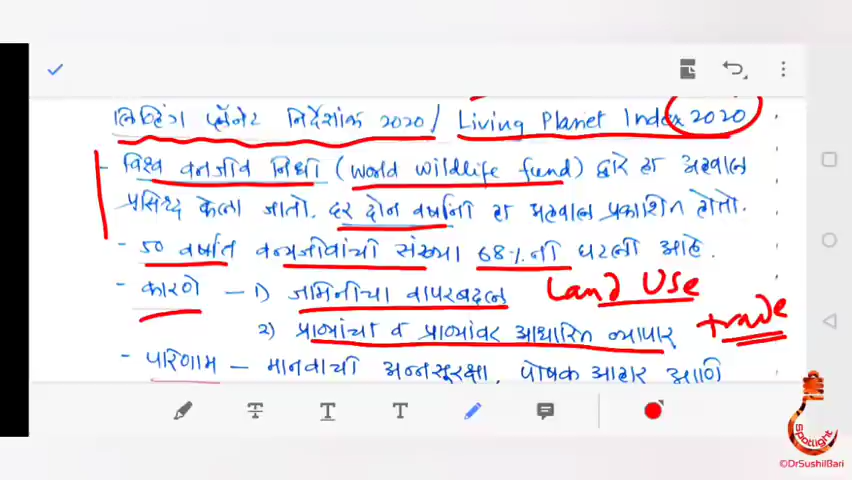 लिव्हिंग प्लॅनेट निर्देशांक 2020/ Living Planet Index 2020
- विश्व वनजीव निधी (World Wildlife fund) द्वारे हा अहवाल
प्रसिध्द केला जातो. दर दोन वर्षांनी हा अहवाल प्रकाशित होतो.
- 50 वर्षात वन्यजीवांची संख्या 68% नी घटली आहे.
- कारणे - 1) जमिनीचा वापरबदल Land Use
2) प्राण्यांचा व प्राण्यांवर आधारित व्यापार trade
- परिणाम - मानवाची अन्नसुरक्षा, पोषक आहार आणि
Spotlight
©DrSushilBari